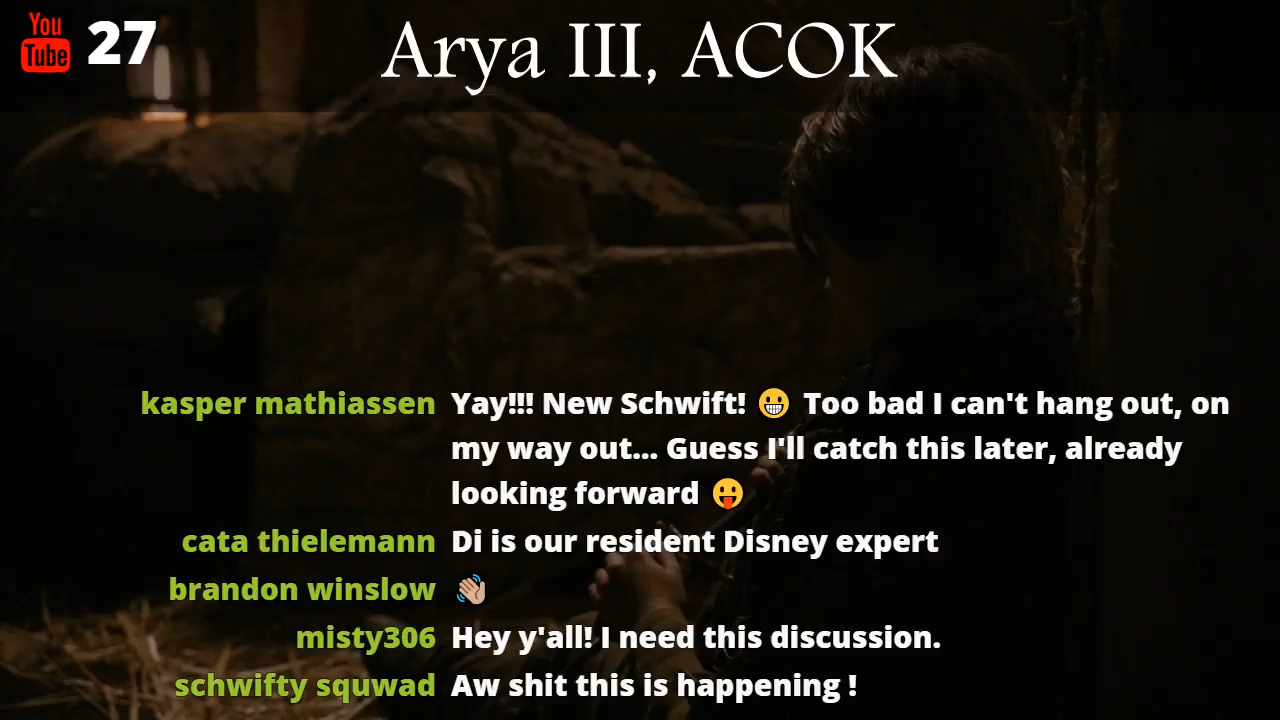 You
Tube 27
Arya III, ACOK
kasper mathiassen Yay!!! New Schwift! 😀 Too bad I can't hang out, on
my way out... Guess I'll catch this later, already
looking forward 😛
cata thielemann Di is our resident Disney expert
brandon winslow 👋🏼
misty306 Hey y'all! I need this discussion.
schwifty squwad Aw shit this is happening !